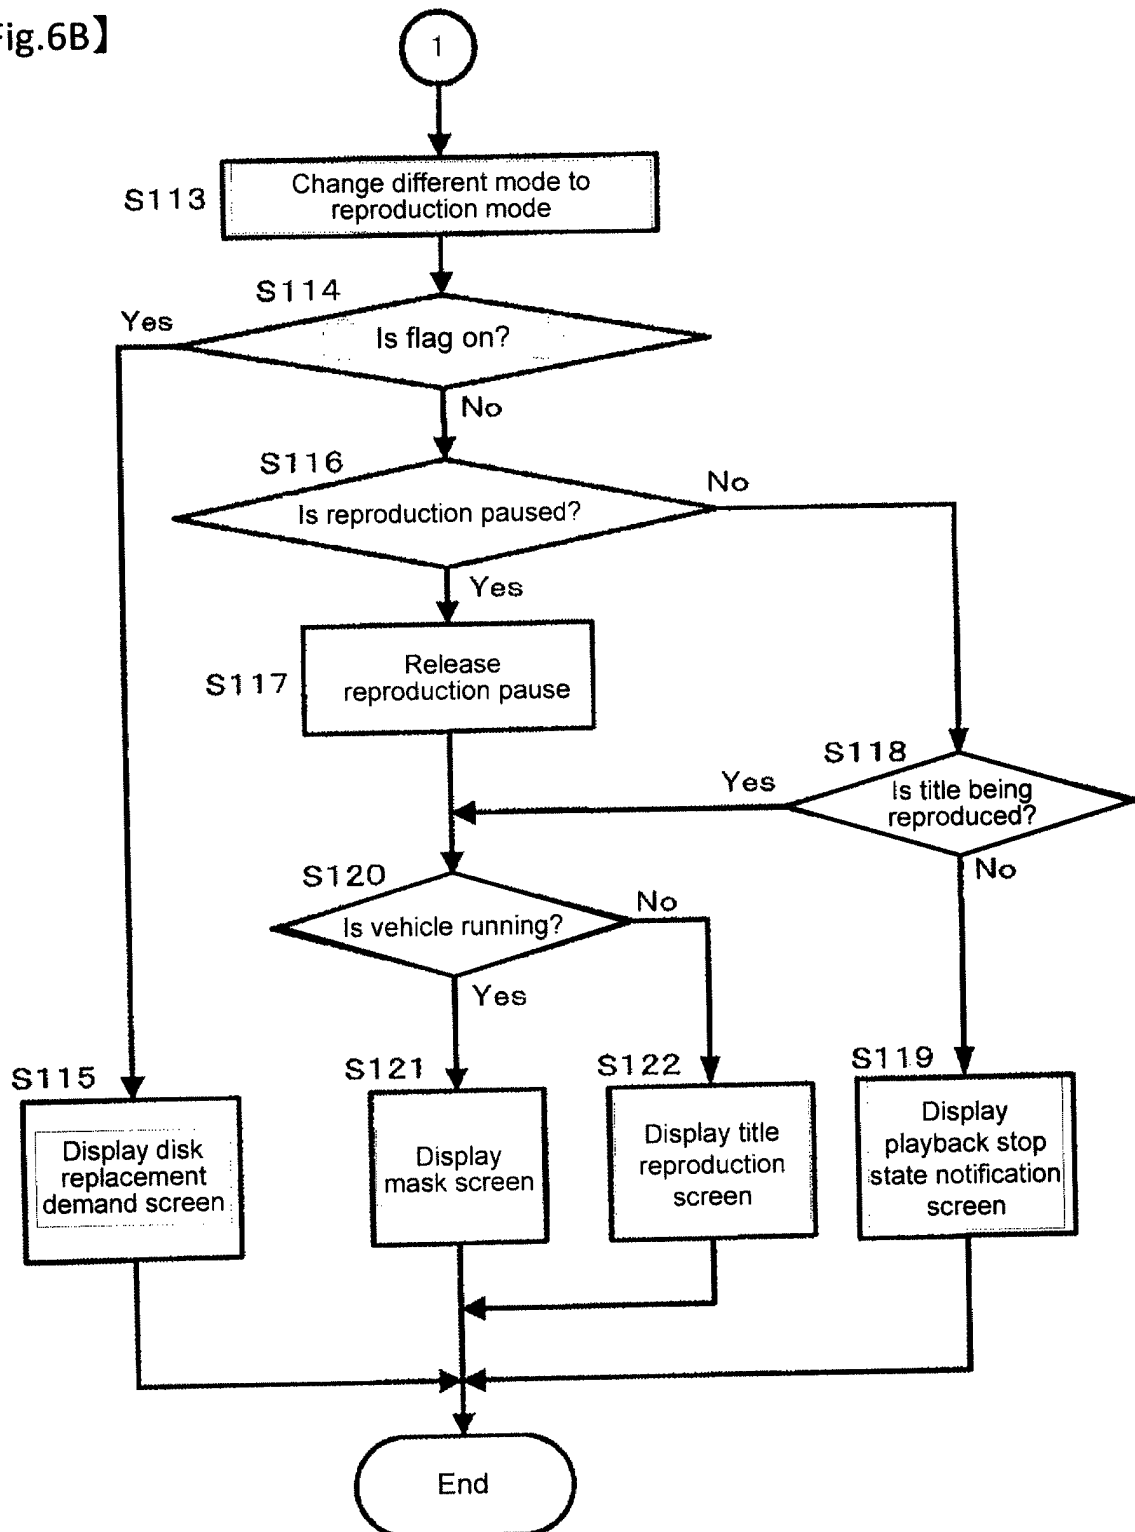 Fig.6B】
1
S113
Change different mode to
reproduction mode
S114
Yes
Is flag on?
No
S116
No
Is reproduction paused?
Yes
S117
Release
reproduction pause
S118
Yes
Is title being
reproduced?
No
S120
No
Is vehicle running?
Yes
S115
Display disk
replacement
demand screen
S121
Display
mask screen
S122
Display title
reproduction
screen
S119
Display
playback stop
state notification
screen
End